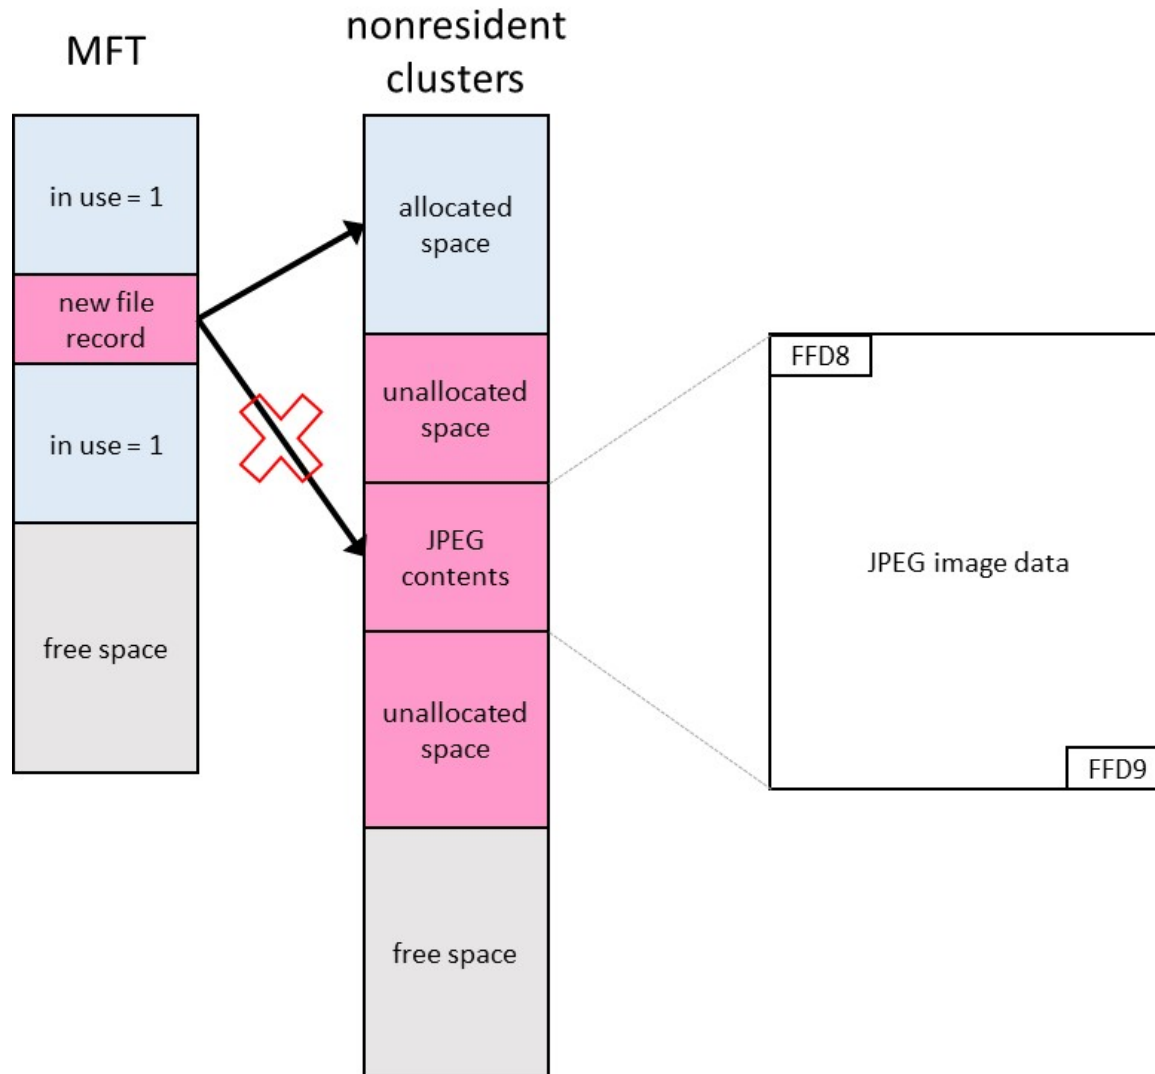 MFT
nonresident
clusters
in use = 1
new file
record
in use = 1
free space
allocated
space
unallocated
space
JPEG
contents
unallocated
space
free space
FFD8
JPEG image data
FFD9